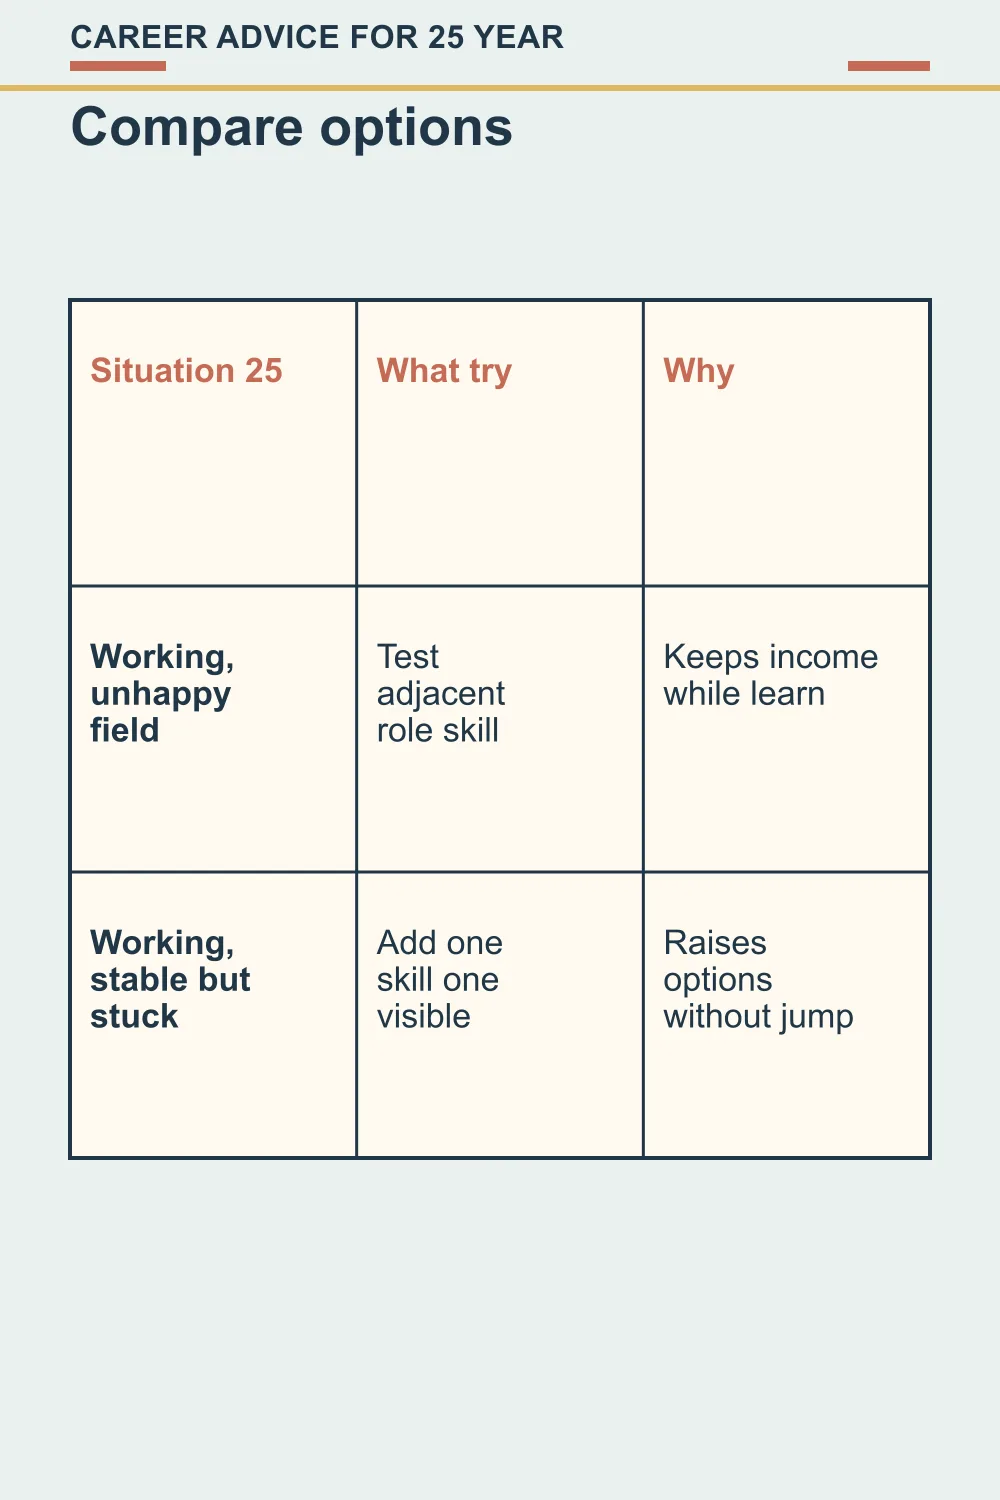 CAREER ADVICE FOR 25 YEAR
Compare options
Situation 25
What try
Why
Working,
unhappy
field
Test
adjacent
role skill
Keeps income
while learn
Working,
stable but
stuck
Add one
skill one
visible
Raises
options
without jump